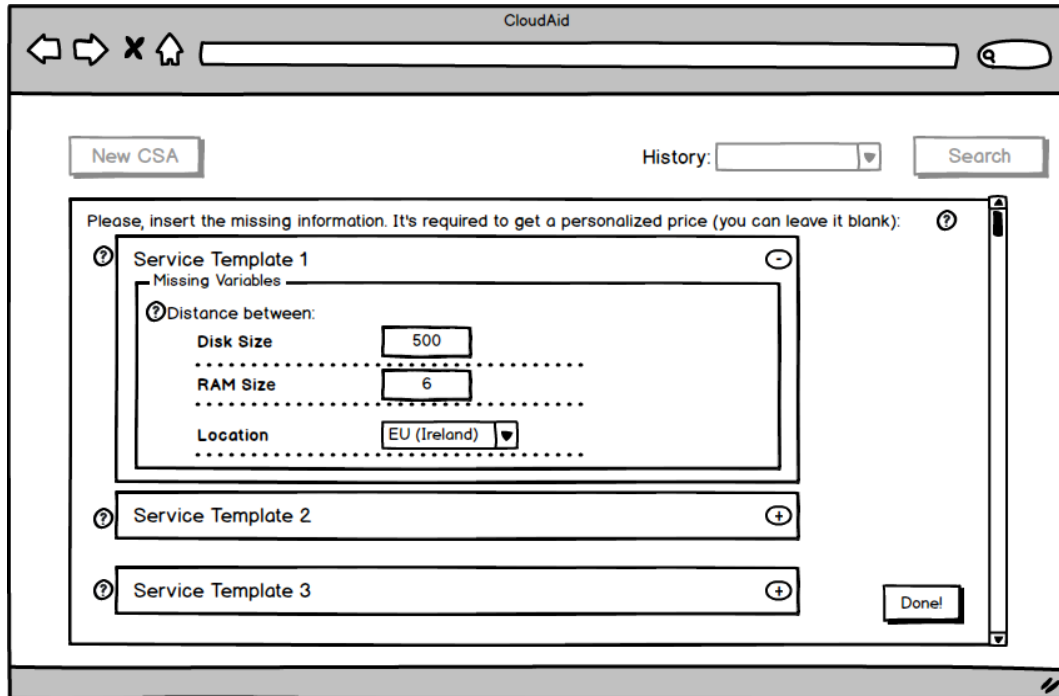 CloudAid
New CSA
History:
Search
Please, insert the missing information. It's required to get a personalized price (you can leave it blank):
?
?
Service Template 1
-
Missing Variables
?
Distance between:
Disk Size
500
RAM Size
6
Location
EU (Ireland)
?
Service Template 2
+
?
Service Template 3
+
Done!